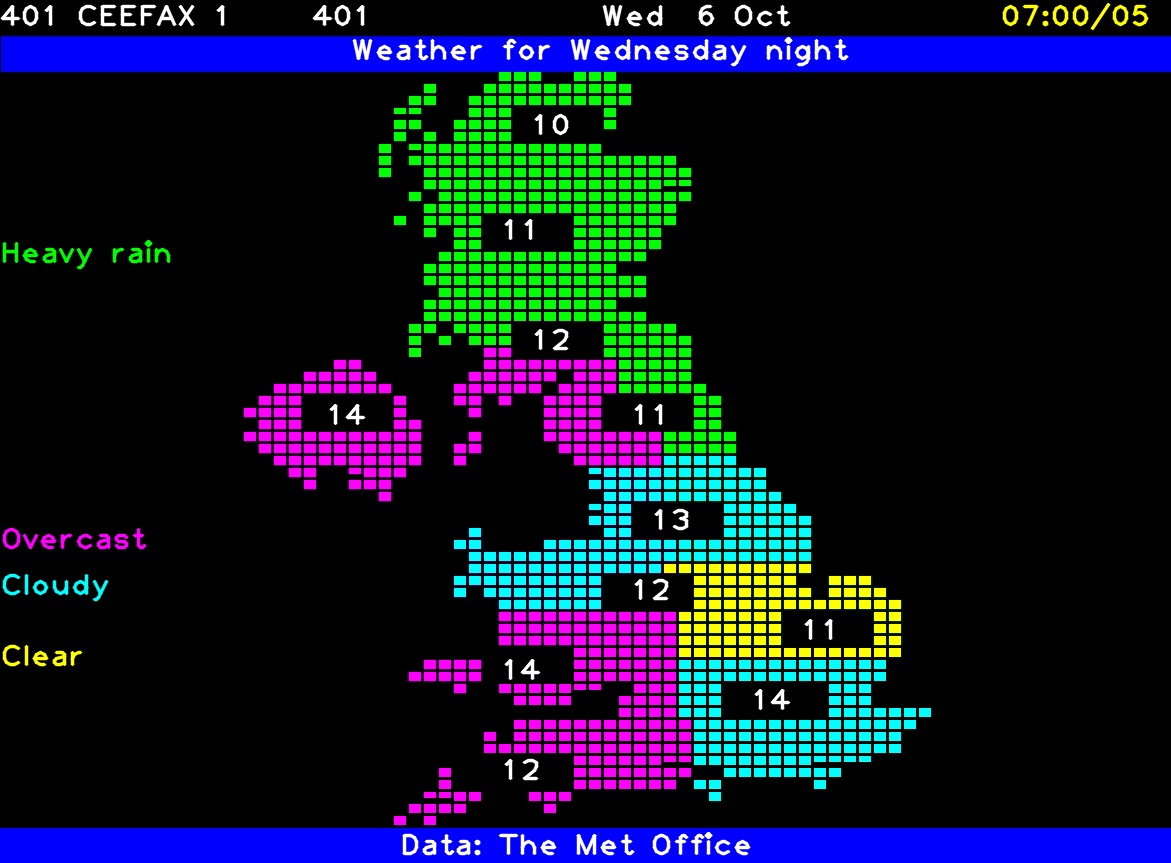 401 CEEFAX 1 401 Wed 6 Oct 07:00/05
Weather for Wednesday night
10
11
Heavy rain
12
14 11
13
Overcast
Cloudy
12
11
Clear
14
14
12
Data: The Met Office